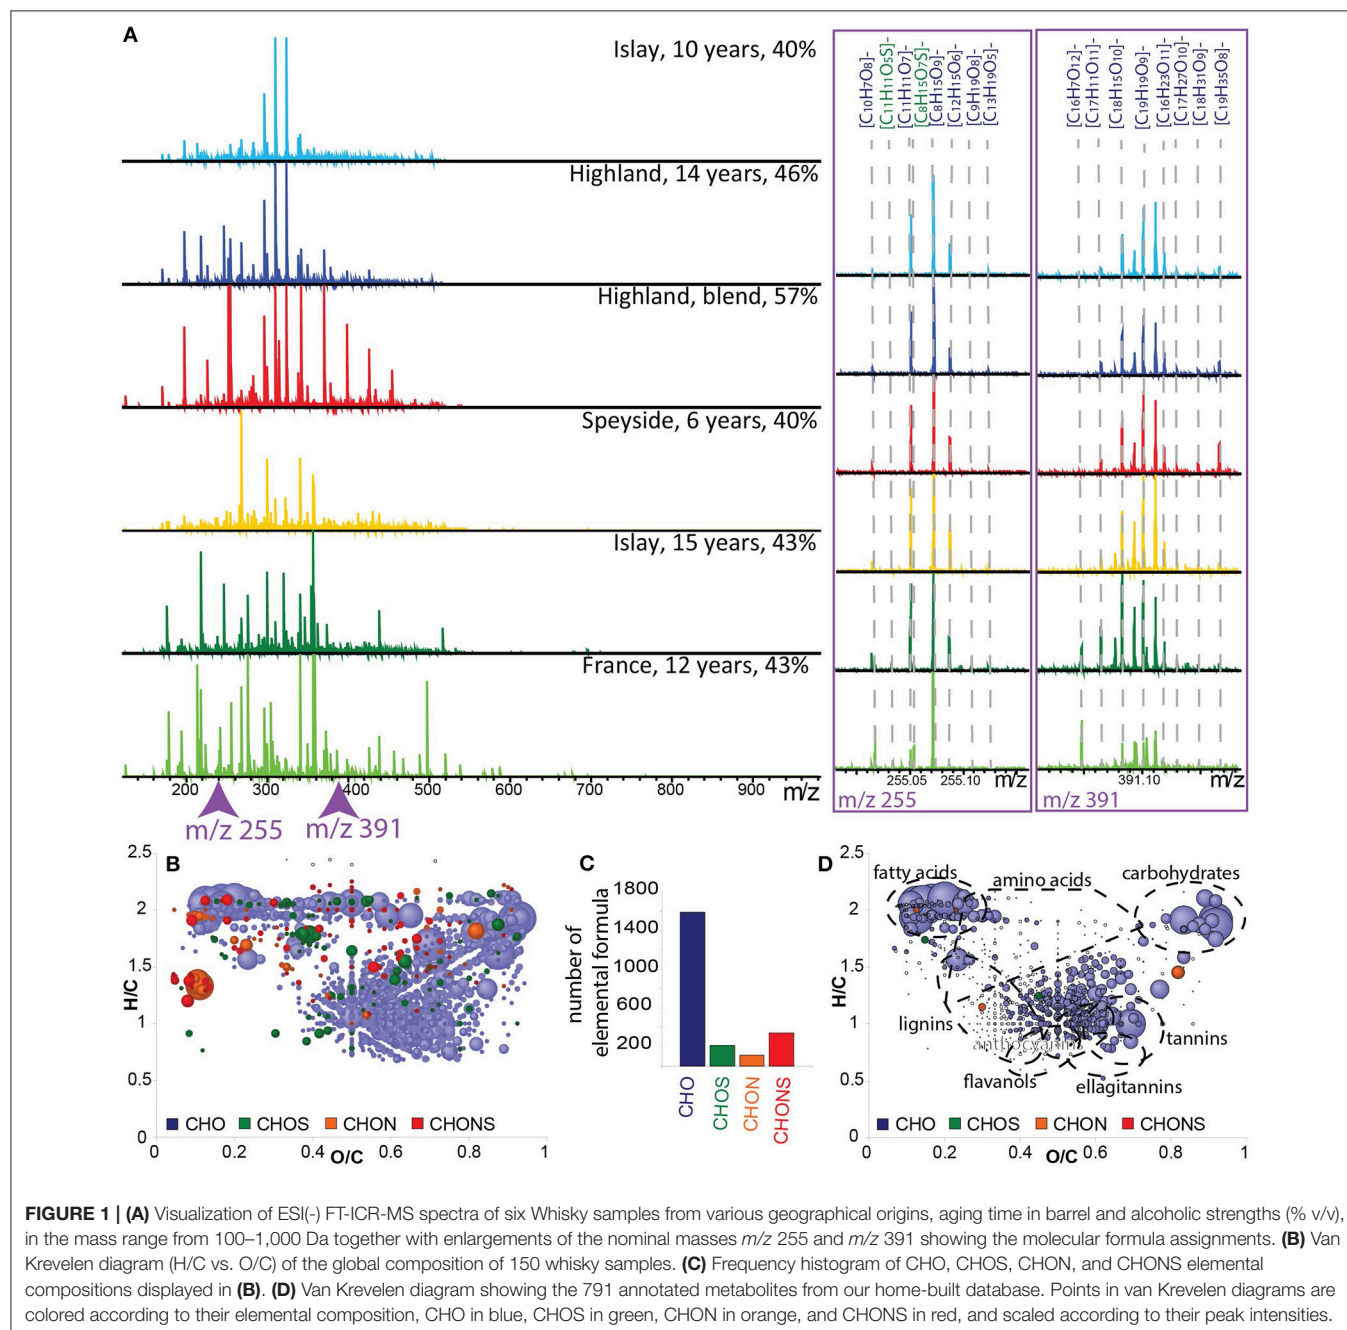 A
Islay, 10 years, 40%
Highland, 14 years, 46%
Highland, blend, 57%
Speyside, 6 years, 40%
Islay, 15 years, 43%
France, 12 years, 43%
200 300 400 500 600 700 800 900 m/z
m/z 255 m/z 391
[C10H7O8]-
[C11H11O5S]-
[C11H11O7]-
[C8H15O7S]-
[C8H15O9]-
[C12H15O6]-
[C9H19O8]-
[C13H19O5]-
255.05 255.10 m/z
m/z 255
[C16H7O12]-
[C17H11O11]-
[C18H15O10]-
[C19H19O9]-
[C16H23O11]-
[C17H27O10]-
[C18H31O9]-
[C19H35O8]-
391.10 m/z
m/z 391
B
2.5
2
1.5
1
0.5
0
H/C
CHO CHOS CHON CHONS
0 0.2 0.4 0.6 0.8 1
O/C
C
number of
elemental formula
1800
1400
1000
600
200
CHO
CHOS
CHON
CHONS
D
2.5
2
1.5
1
0.5
0
H/C
fatty acids
amino acids
carbohydrates
lignins
anthocyanins
tannins
flavanols
ellagitannins
CHO CHOS CHON CHONS
0 0.2 0.4 0.6 0.8 1
O/C
FIGURE 1 | (A) Visualization of ESI(-) FT-ICR-MS spectra of six Whisky samples from various geographical origins, aging time in barrel and alcoholic strengths (% v/v),
in the mass range from 100–1,000 Da together with enlargements of the nominal masses m/z 255 and m/z 391 showing the molecular formula assignments. (B) Van
Krevelen diagram (H/C vs. O/C) of the global composition of 150 whisky samples. (C) Frequency histogram of CHO, CHOS, CHON, and CHONS elemental
compositions displayed in (B). (D) Van Krevelen diagram showing the 791 annotated metabolites from our home-built database. Points in van Krevelen diagrams are
colored according to their elemental composition, CHO in blue, CHOS in green, CHON in orange, and CHONS in red, and scaled according to their peak intensities.